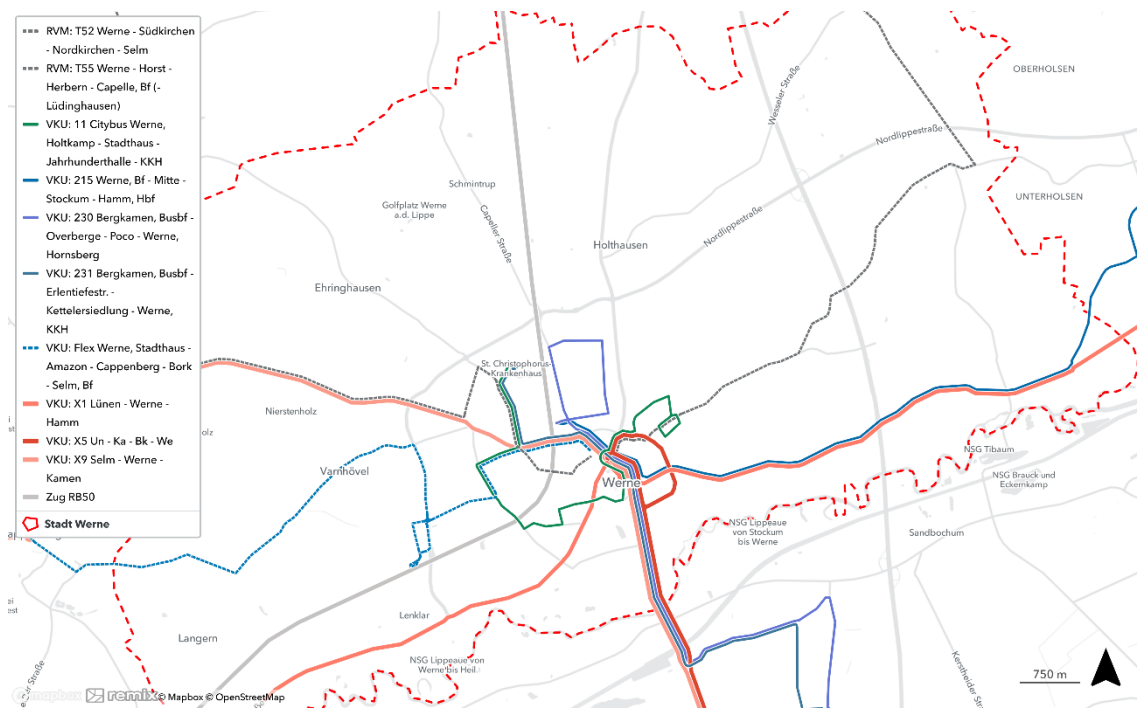 RVM: T52 Werne - Südkirchen
- Nordkirchen - Selm
RVM: T55 Werne - Horst -
Herbern - Capelle, Bf (-
Lüdinghausen)
VKU: 11 Citybus Werne,
Holtkamp - Stadthaus -
Jahrhunderthalle - KKH
VKU: 215 Werne, Bf - Mitte -
Stockum - Hamm, Hbf
VKU: 230 Bergkamen, Busbf -
Overberge - Poco - Werne,
Hornsberg
VKU: 231 Bergkamen, Busbf -
Erlentiefestr. -
Kettelersiedlung - Werne,
KKH
VKU: Flex Werne, Stadthaus -
Amazon - Cappenberg - Bork
- Selm, Bf
VKU: X1 Lünen - Werne -
Hamm
VKU: X5 Un - Ka - Bk - We
VKU: X9 Selm - Werne -
Kamen
Zug RB50
Stadt Werne
OBERHOLSEN
Wesseler Straße
Nordlippestraße
Schmintrup
UNTERHOLSEN
Golfplatz Werne
a.d. Lippe
Capeller Straße
Nordlippestraße
Holthausen
Ehringhausen
St. Christophorus-
Krankenhaus
Nierstenholz
Varnhövel
NSG Tibaum
NSG Brauck und
Eckernkamp
Werne
NSG Lippeaue
von Stockum
bis Werne
Sandbochum
Lenklar
Langern
NSG Lippeaue von
Werne bis Heil
Kerstheider Str
750 m
mapbox
remix
© Mapbox © OpenStreetMap